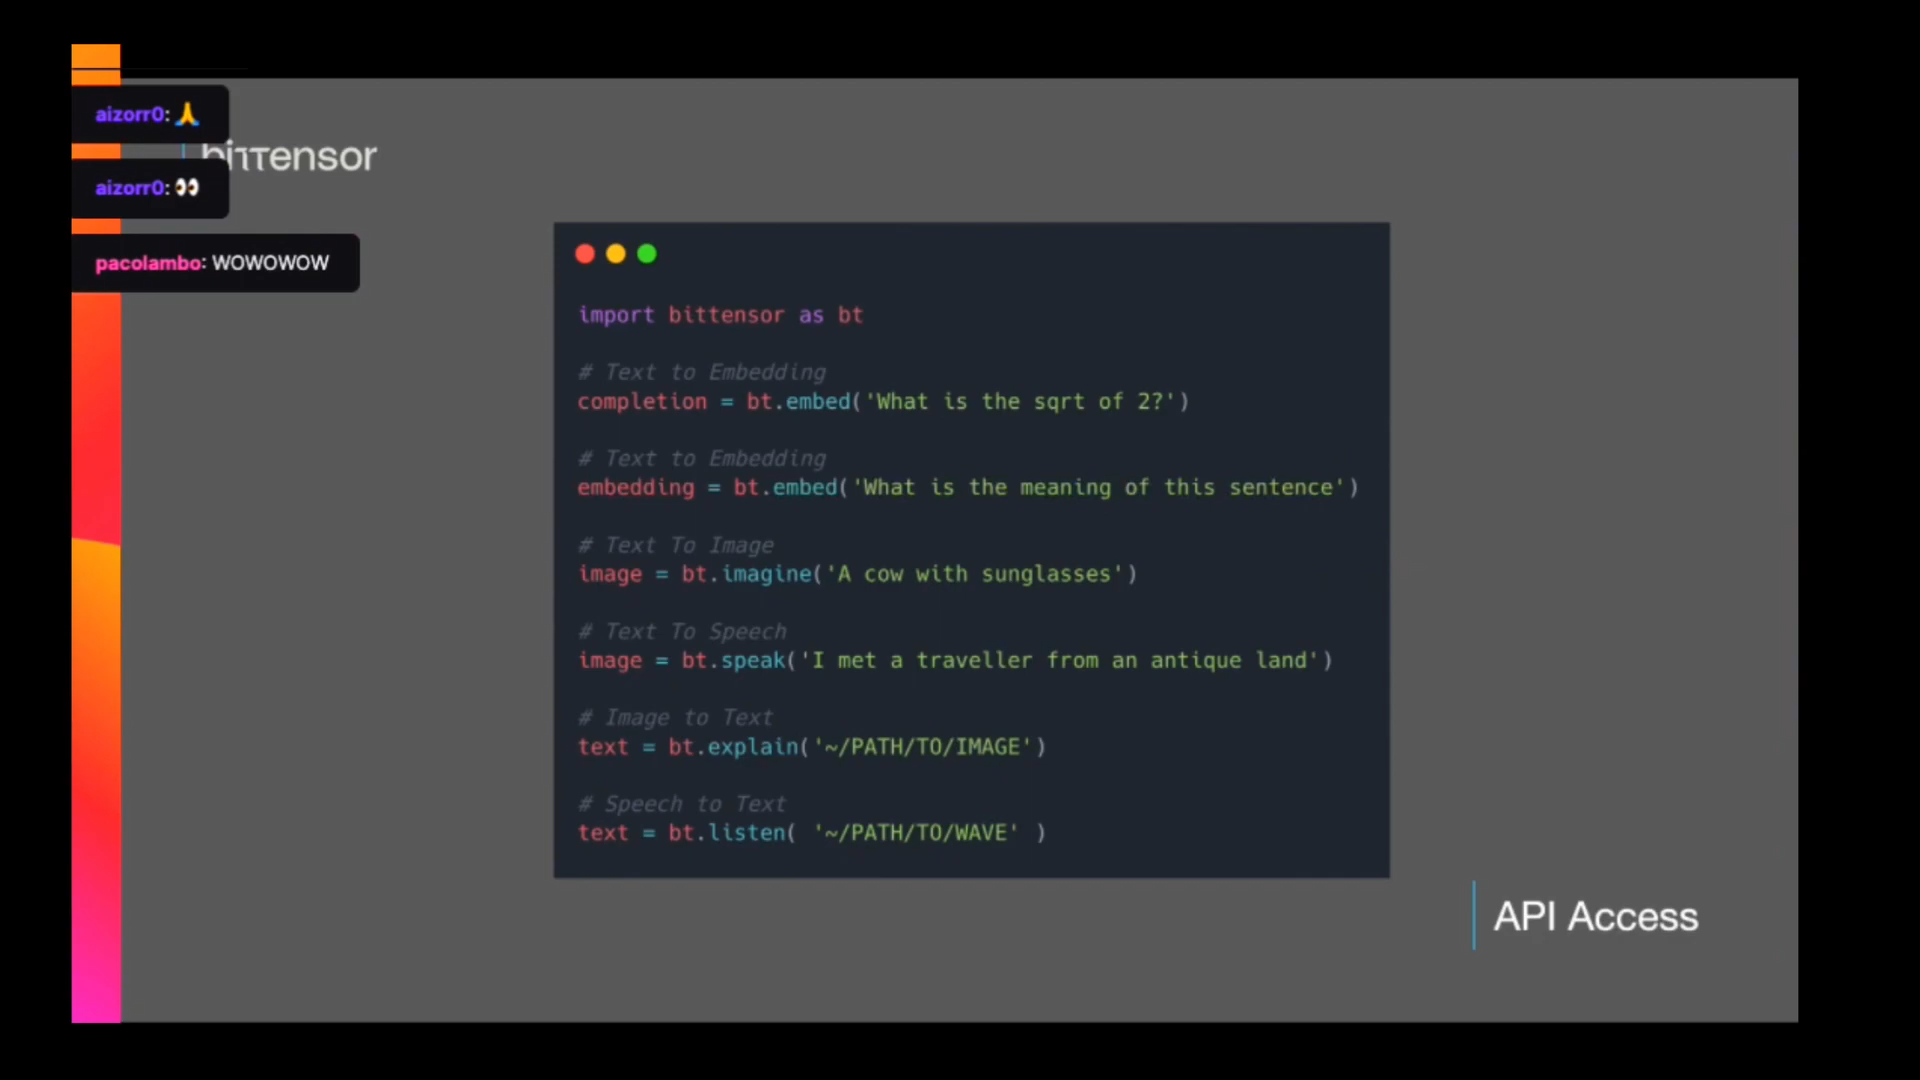 aizorr0: 🙏
bittensor
aizorr0: 👀
pacolambo: WOWOWOW
import bittensor as bt
# Text to Embedding
completion = bt.embed('What is the sqrt of 2?')
# Text to Embedding
embedding = bt.embed('What is the meaning of this sentence')
# Text To Image
image = bt.imagine('A cow with sunglasses')
# Text To Speech
image = bt.speak('I met a traveller from an antique land')
# Image to Text
text = bt.explain('~/PATH/TO/IMAGE')
# Speech to Text
text = bt.listen( '~/PATH/TO/WAVE' )
API Access